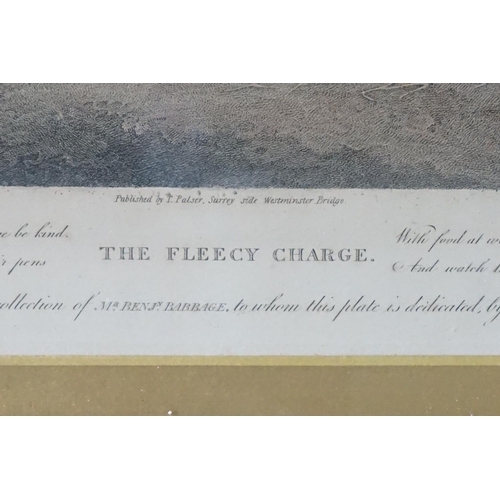 Published by T. Palser, Surrey side Westminster Bridge.
be kind. With food at
THE FLEECY CHARGE.
pens And watch
collection of Mr. BENJn. BABBAGE, to whom this plate is dedicated, by